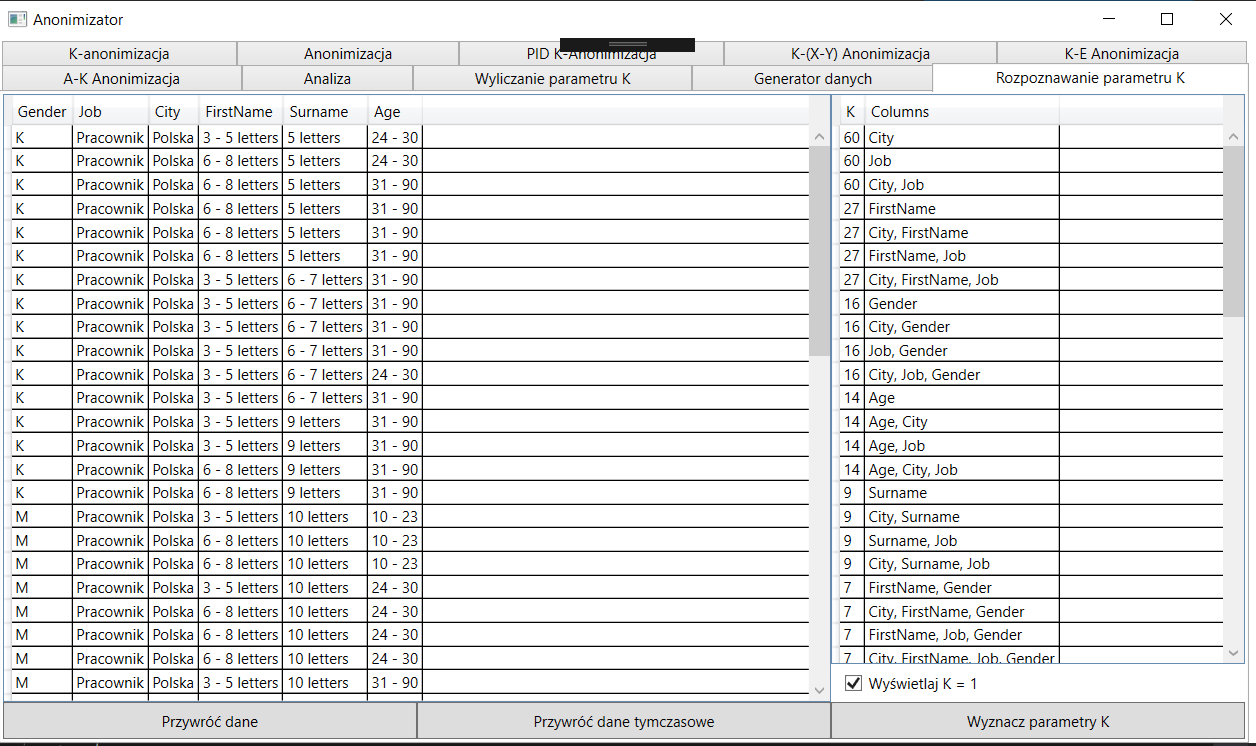 Anonimizator
K-anonimizacja Anonimizacja PID K-Anonimizacja K-(X-Y) Anonimizacja K-E Anonimizacja
A-K Anonimizacja Analiza Wyliczanie parametru K Generator danych Rozpoznawanie parametru K
Gender Job City FirstName Surname Age
K Pracownik Polska 3 - 5 letters 5 letters 24 - 30
K Pracownik Polska 6 - 8 letters 5 letters 24 - 30
K Pracownik Polska 6 - 8 letters 5 letters 31 - 90
K Pracownik Polska 6 - 8 letters 5 letters 31 - 90
K Pracownik Polska 6 - 8 letters 5 letters 31 - 90
K Pracownik Polska 6 - 8 letters 5 letters 31 - 90
K Pracownik Polska 3 - 5 letters 6 - 7 letters 31 - 90
K Pracownik Polska 3 - 5 letters 6 - 7 letters 31 - 90
K Pracownik Polska 3 - 5 letters 6 - 7 letters 31 - 90
K Pracownik Polska 3 - 5 letters 6 - 7 letters 31 - 90
K Pracownik Polska 3 - 5 letters 6 - 7 letters 24 - 30
K Pracownik Polska 3 - 5 letters 6 - 7 letters 31 - 90
K Pracownik Polska 3 - 5 letters 9 letters 31 - 90
K Pracownik Polska 3 - 5 letters 9 letters 31 - 90
K Pracownik Polska 6 - 8 letters 9 letters 31 - 90
K Pracownik Polska 6 - 8 letters 9 letters 31 - 90
M Pracownik Polska 3 - 5 letters 10 letters 10 - 23
M Pracownik Polska 6 - 8 letters 10 letters 10 - 23
M Pracownik Polska 6 - 8 letters 10 letters 10 - 23
M Pracownik Polska 3 - 5 letters 10 letters 24 - 30
M Pracownik Polska 6 - 8 letters 10 letters 24 - 30
M Pracownik Polska 6 - 8 letters 10 letters 24 - 30
M Pracownik Polska 6 - 8 letters 10 letters 24 - 30
M Pracownik Polska 3 - 5 letters 10 letters 31 - 90
K Columns
60 City
60 Job
60 City, Job
27 FirstName
27 City, FirstName
27 FirstName, Job
27 City, FirstName, Job
16 Gender
16 City, Gender
16 Job, Gender
16 City, Job, Gender
14 Age
14 Age, City
14 Age, Job
14 Age, City, Job
9 Surname
9 City, Surname
9 Surname, Job
9 City, Surname, Job
7 FirstName, Gender
7 City, FirstName, Gender
7 FirstName, Job, Gender
7 City, FirstName, Job, Gender
Wyświetlaj K = 1
Przywróć dane Przywróć dane tymczasowe Wyznacz parametry K